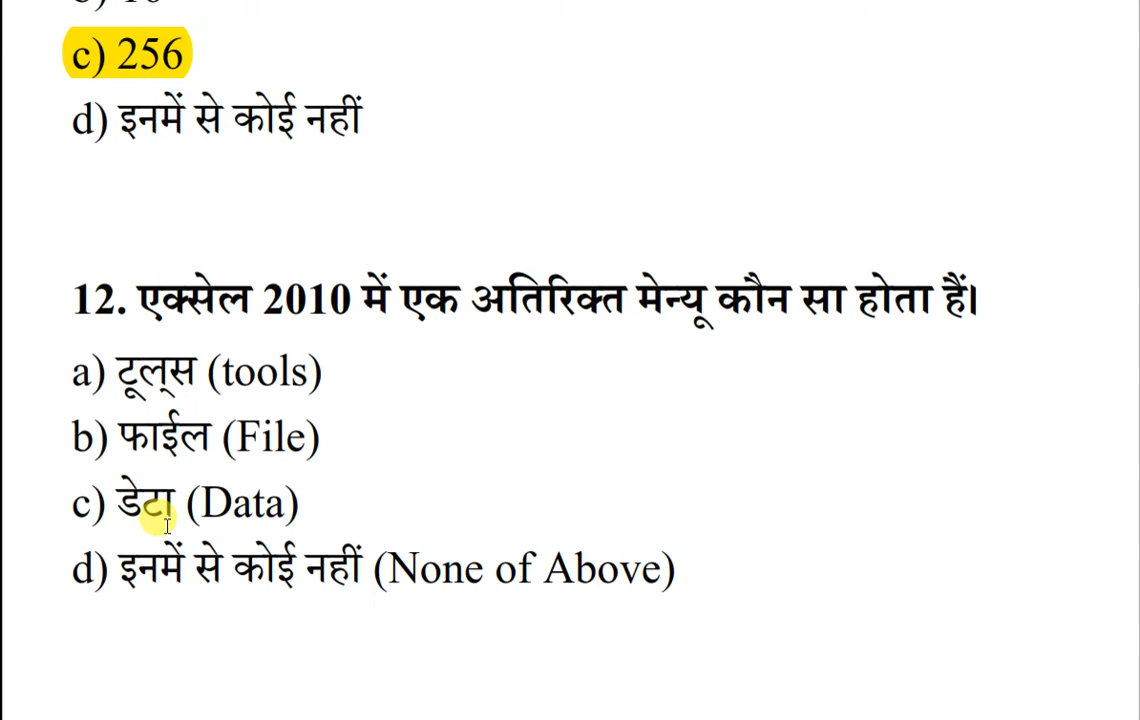 c) 256
d) इनमें से कोई नहीं
12. एक्सेल 2010 में एक अतिरिक्त मेन्यू कौन सा होता हैं।
a) टूल्‌स (tools)
b) फाईल (File)
c) डेटा (Data)
d) इनमें से कोई नहीं (None of Above)